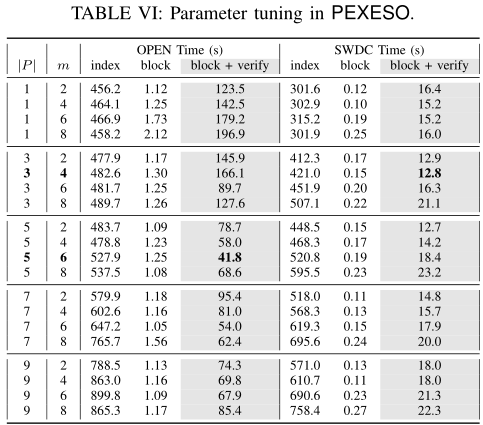 TABLE VI: Parameter tuning in PEXESO.
OPEN Time (s) SWDC Time (s)
|P| m index block block + verify index block block + verify
1 2 456.2 1.12 123.5 301.6 0.12 16.4
1 4 464.1 1.25 142.5 302.9 0.10 15.2
1 6 466.9 1.73 179.2 315.2 0.19 15.2
1 8 458.2 2.12 196.9 301.9 0.25 16.0
3 2 477.9 1.17 145.9 412.3 0.17 12.9
3 4 482.6 1.30 166.1 421.0 0.15 12.8
3 6 481.7 1.25 89.7 451.9 0.20 16.3
3 8 489.7 1.26 127.6 507.1 0.22 21.1
5 2 483.7 1.09 78.7 448.5 0.15 12.7
5 4 478.8 1.23 58.0 468.3 0.17 14.2
5 6 527.9 1.25 41.8 520.8 0.19 18.4
5 8 537.5 1.08 68.6 595.5 0.23 23.2
7 2 579.9 1.18 95.4 518.0 0.11 14.8
7 4 602.6 1.16 81.0 568.3 0.13 15.7
7 6 647.2 1.05 54.0 619.3 0.15 17.9
7 8 765.7 1.56 62.4 695.6 0.24 20.0
9 2 788.5 1.13 74.3 571.0 0.13 18.0
9 4 863.0 1.16 69.8 610.7 0.11 18.0
9 6 899.8 1.09 67.9 690.6 0.23 21.3
9 8 865.3 1.17 85.4 758.4 0.27 22.3